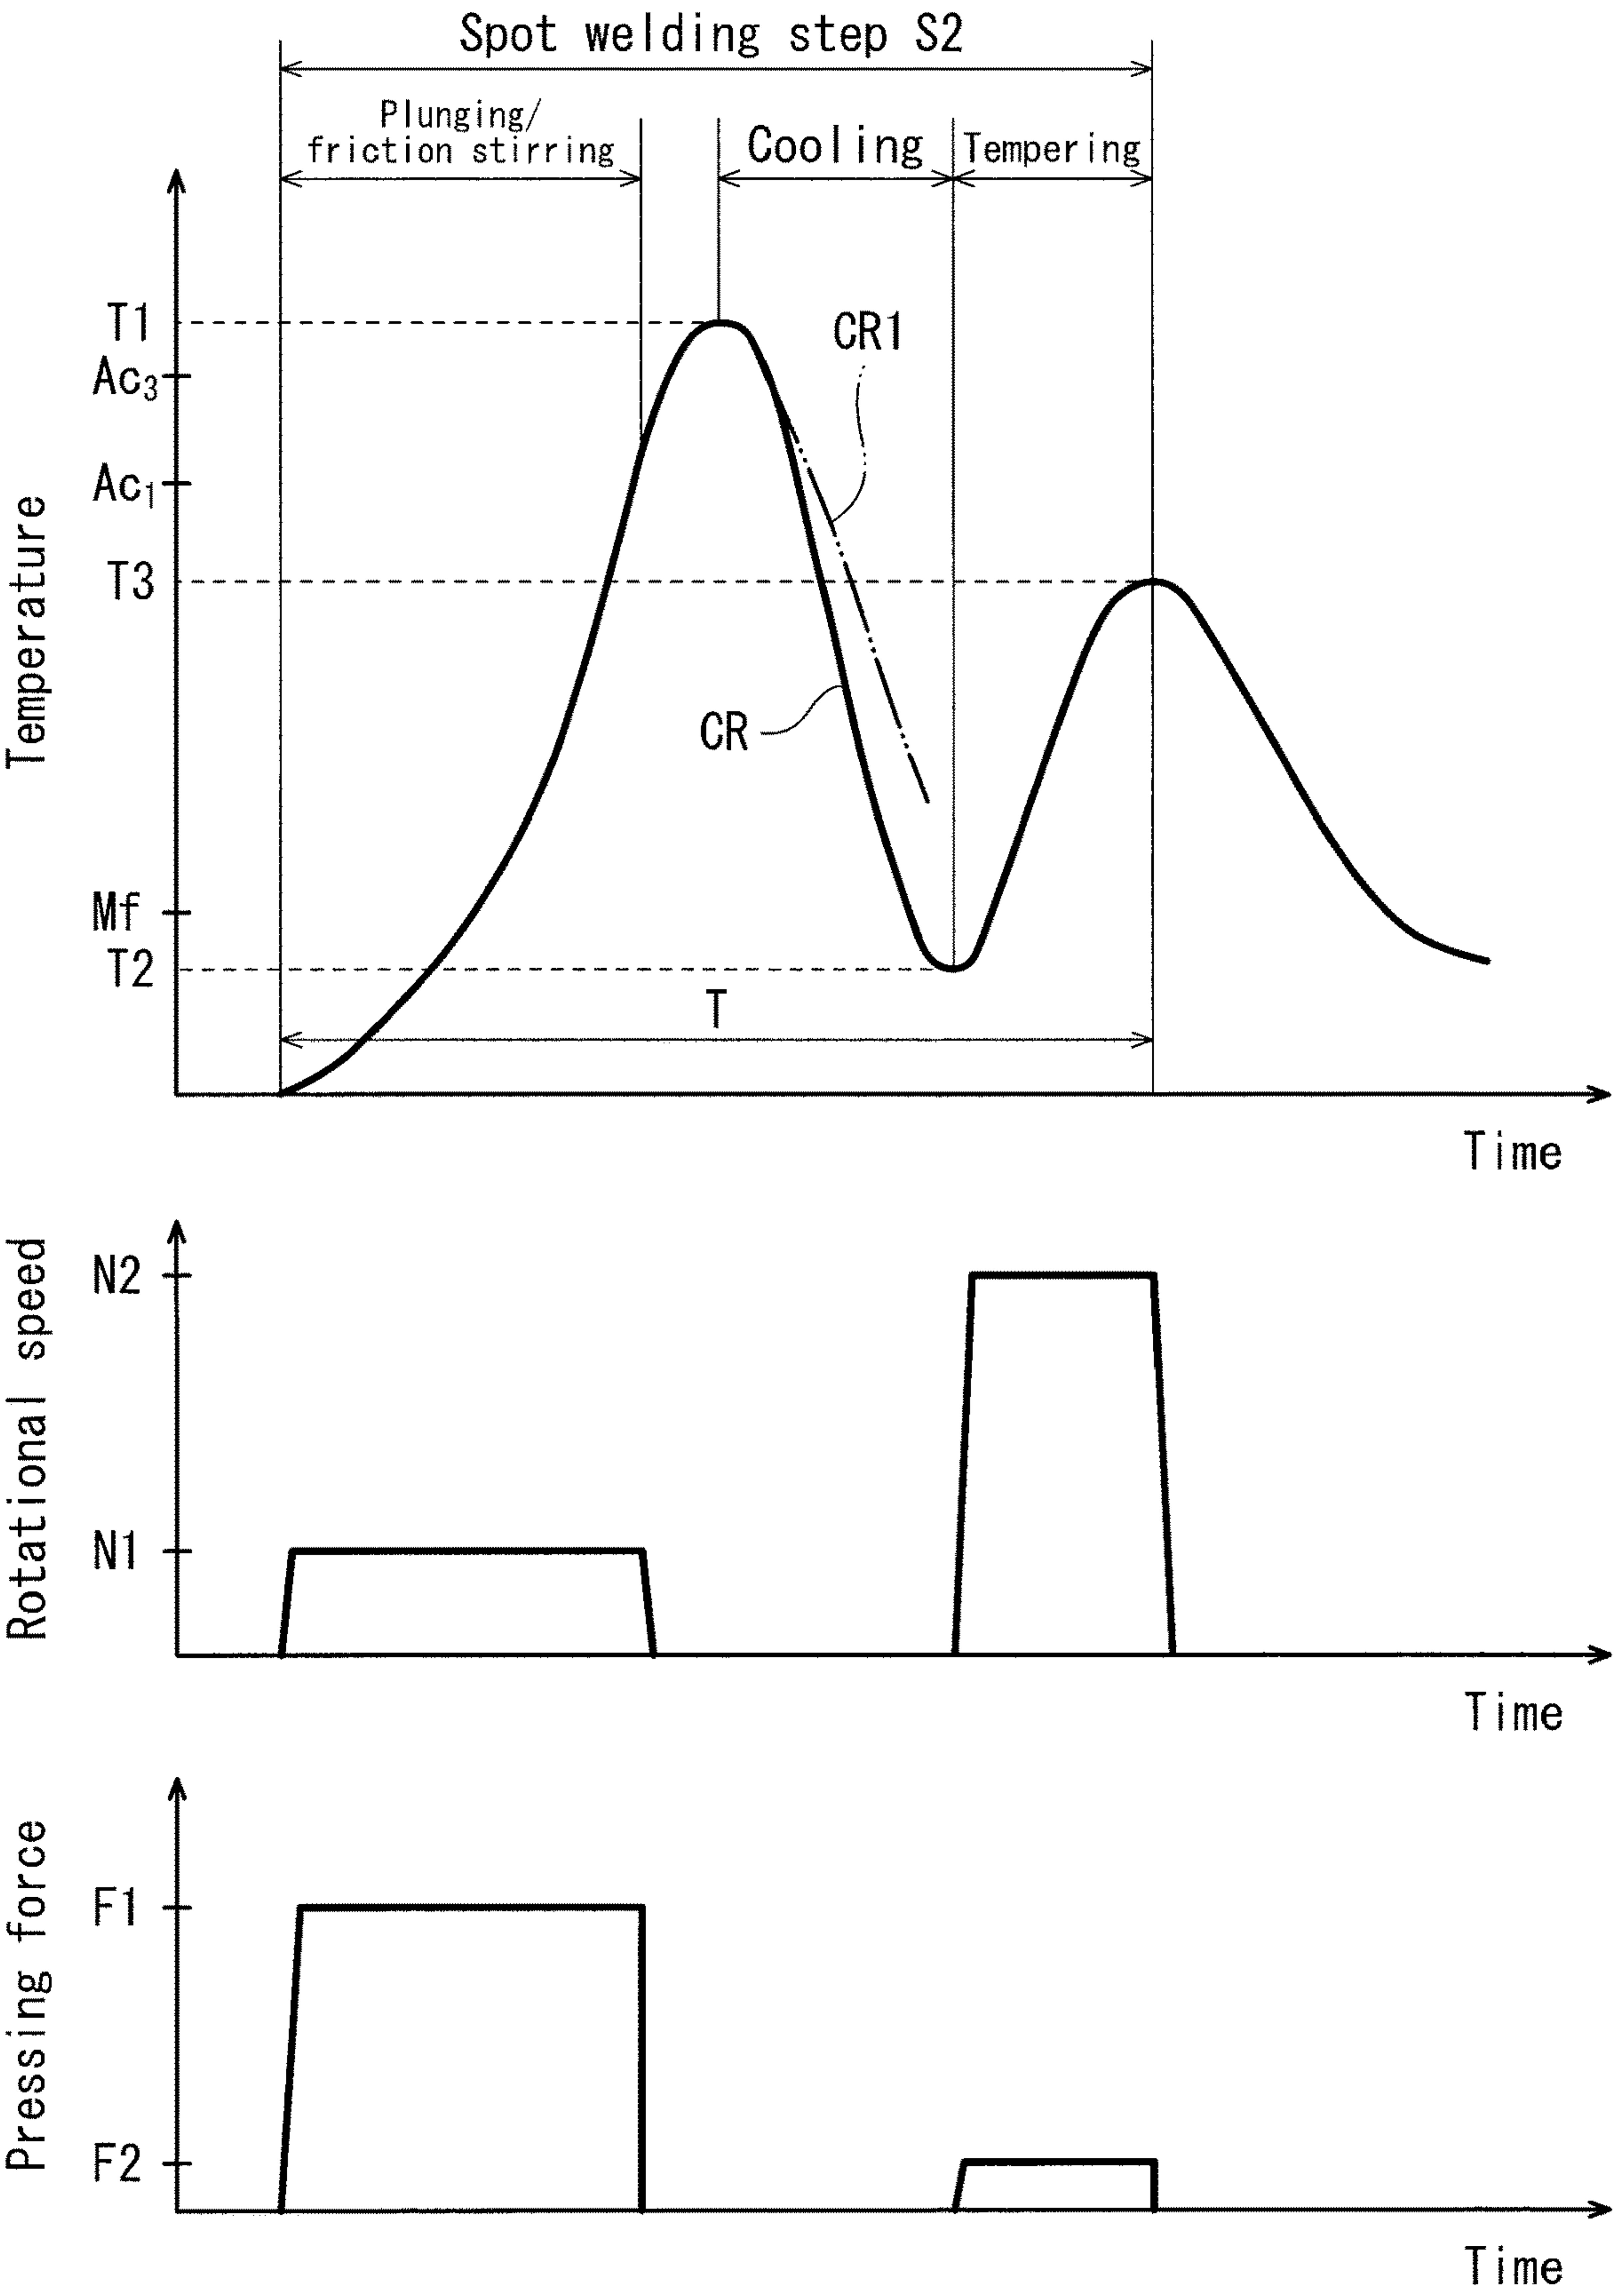 Spot welding step S2
Plunging/
friction stirring
Cooling
Tempering
T1
CR1
Ac3
Ac1
T3
Temperature
CR
Mf
T2
T
Time
N2
Rotational speed
N1
Time
F1
Pressing force
F2
Time